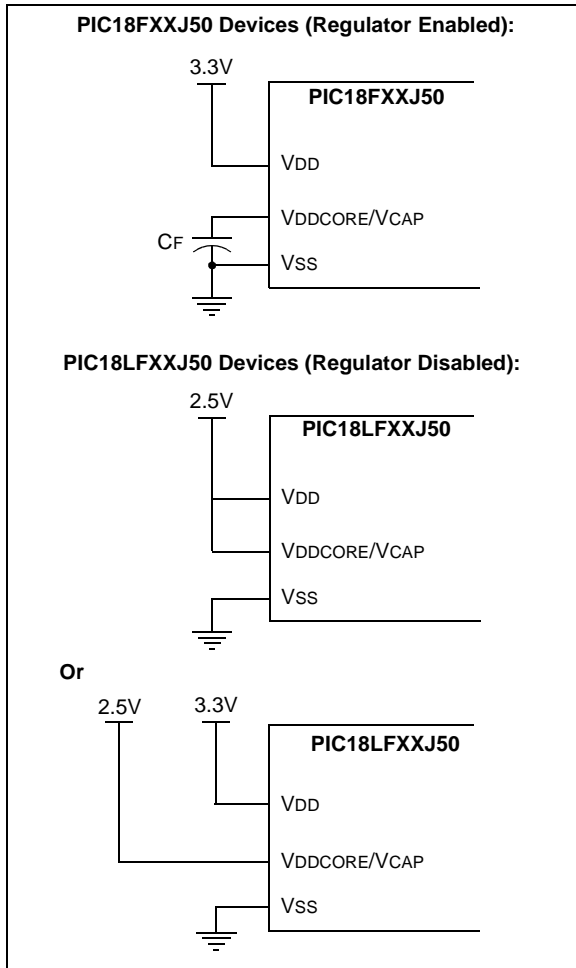 PIC18FXXJ50 Devices (Regulator Enabled):
3.3V
PIC18FXXJ50
VDD
VDDCORE/VCAP
CF
VSS
PIC18LFXXJ50 Devices (Regulator Disabled):
2.5V
PIC18LFXXJ50
VDD
VDDCORE/VCAP
VSS
Or
2.5V 3.3V
PIC18LFXXJ50
VDD
VDDCORE/VCAP
VSS